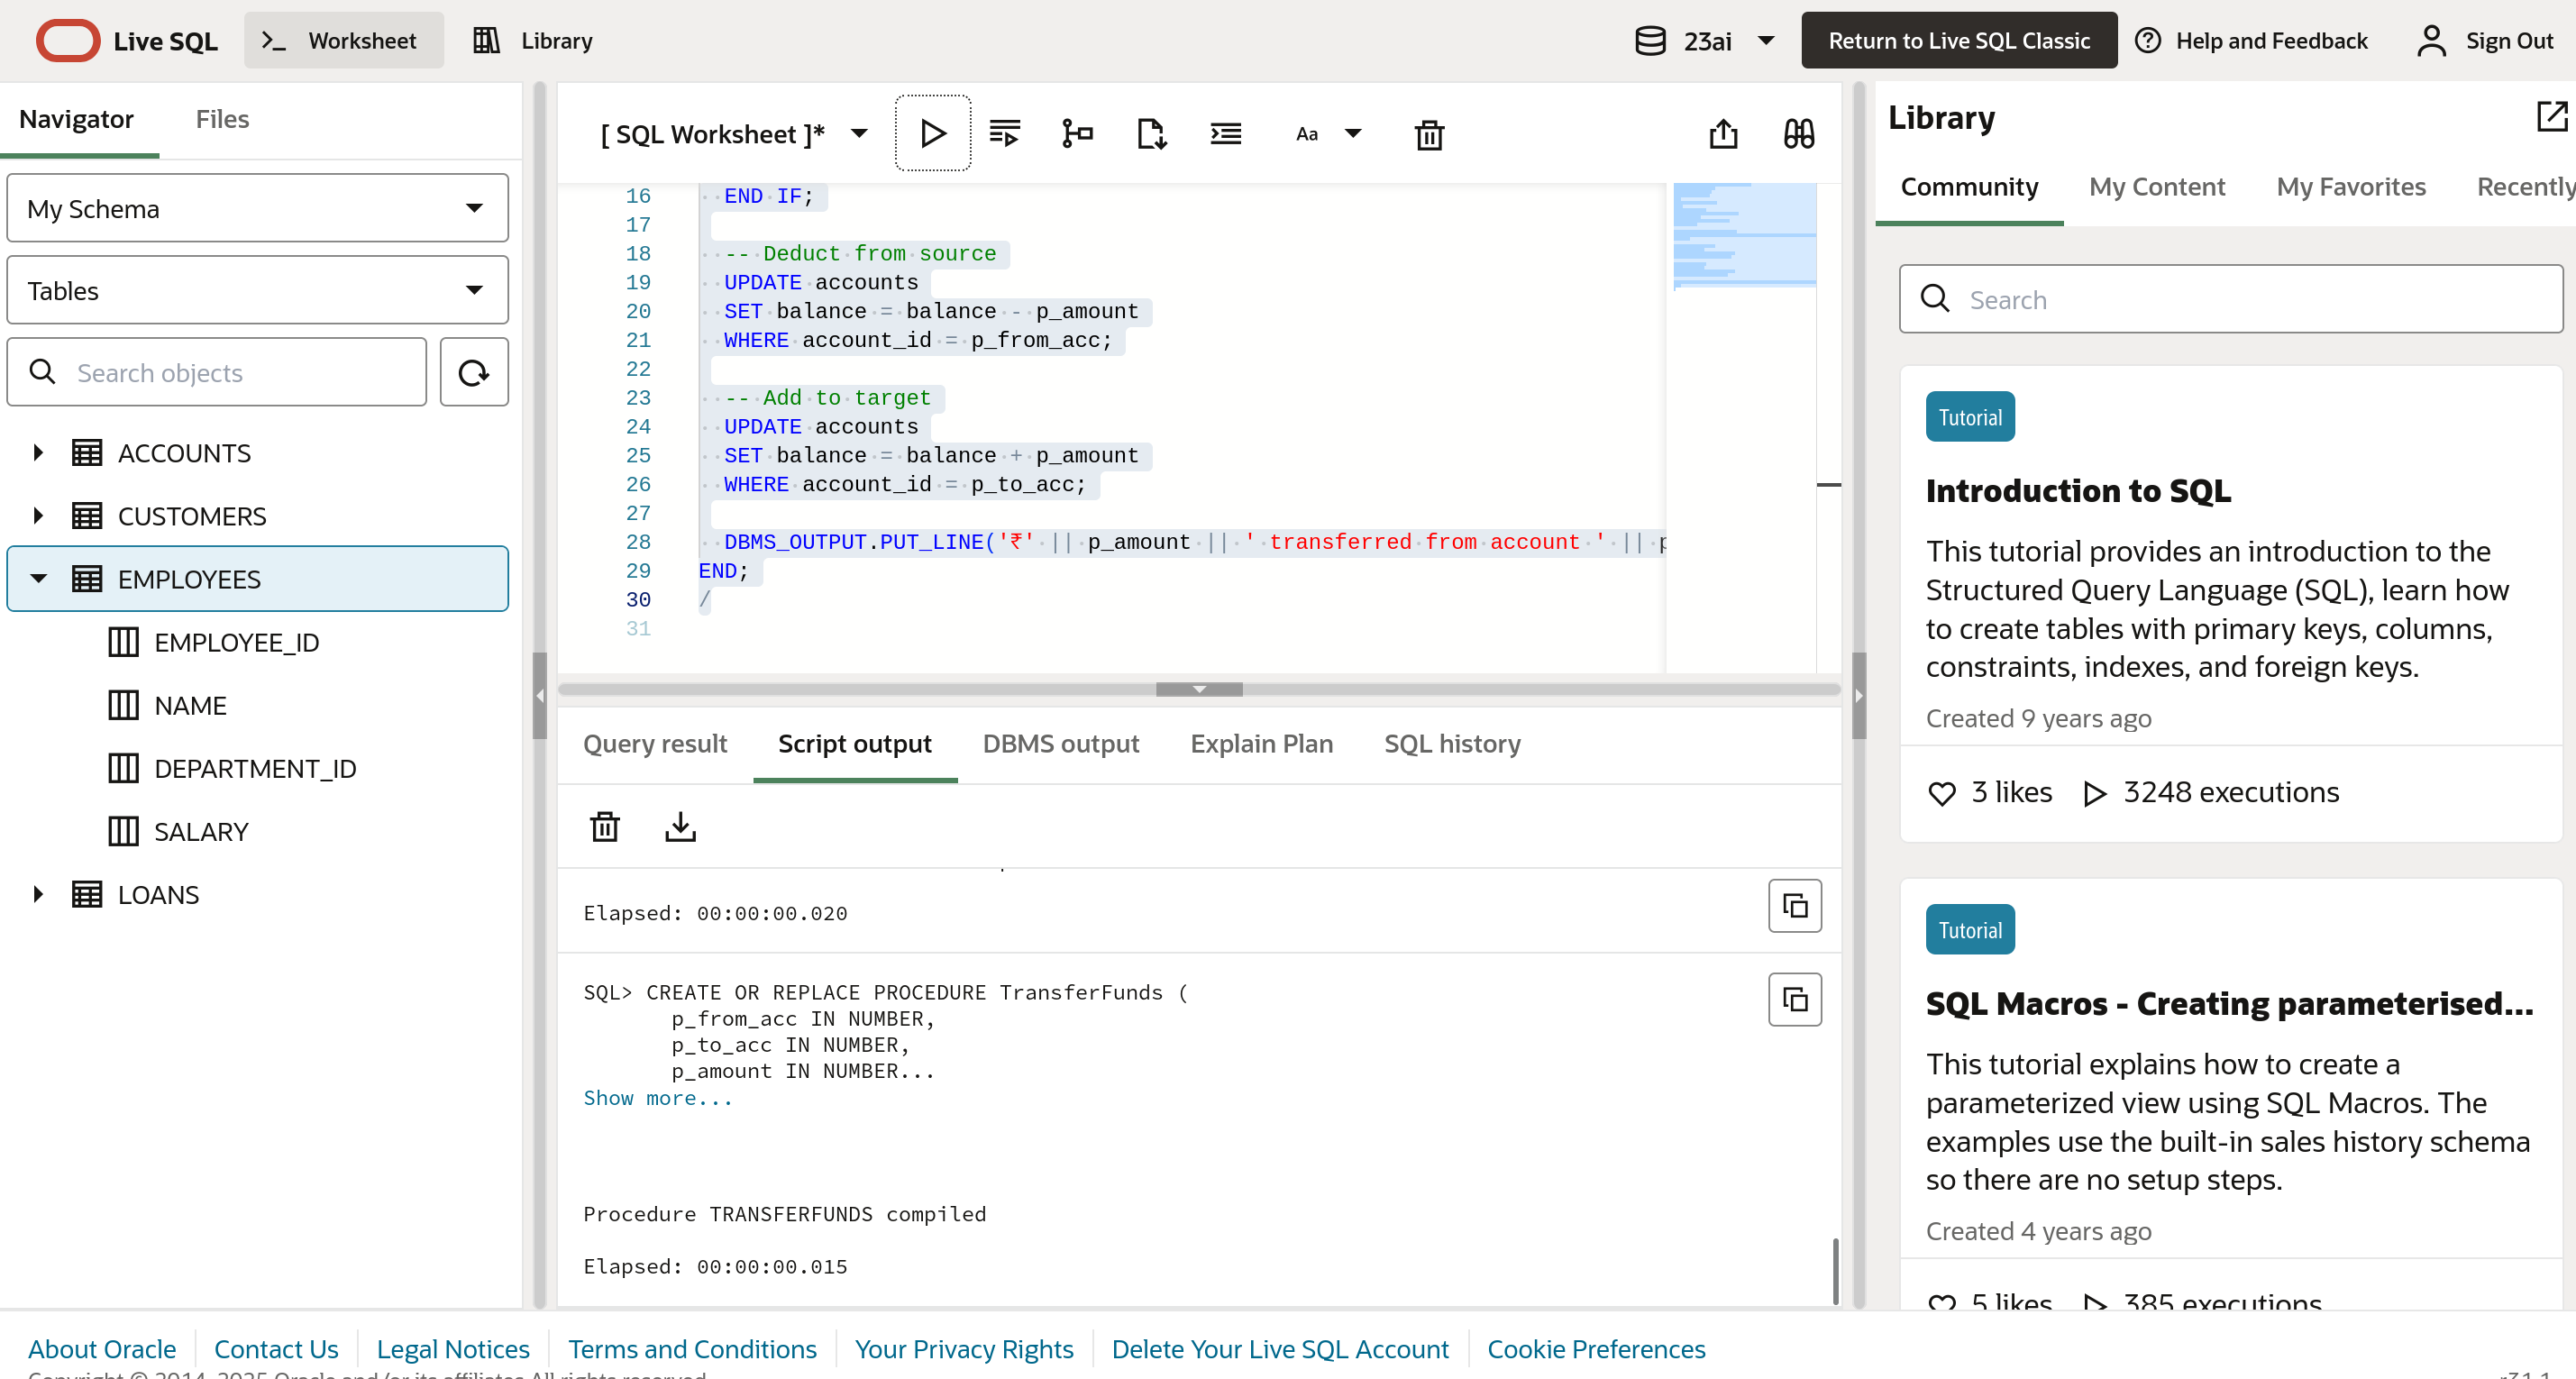 Live SQL
Worksheet
Library
23ai
Return to Live SQL Classic
Help and Feedback
Sign Out
Navigator
Files
My Schema
Tables
Search objects
ACCOUNTS
CUSTOMERS
EMPLOYEES
EMPLOYEE_ID
NAME
DEPARTMENT_ID
SALARY
LOANS
[ SQL Worksheet ]*
Aa
16 END IF;
17
18 -- Deduct from source
19 UPDATE accounts
20 SET balance = balance - p_amount
21 WHERE account_id = p_from_acc;
22
23 -- Add to target
24 UPDATE accounts
25 SET balance = balance + p_amount
26 WHERE account_id = p_to_acc;
27
28 DBMS_OUTPUT.PUT_LINE('₹' || p_amount || ' transferred from account ' || p
29 END;
30 /
31
Query result
Script output
DBMS output
Explain Plan
SQL history
Elapsed: 00:00:00.020
SQL> CREATE OR REPLACE PROCEDURE TransferFunds (
p_from_acc IN NUMBER,
p_to_acc IN NUMBER,
p_amount IN NUMBER...
Show more...
Procedure TRANSFERFUNDS compiled
Elapsed: 00:00:00.015
Library
Community
My Content
My Favorites
Recently
Search
Tutorial
Introduction to SQL
This tutorial provides an introduction to the
Structured Query Language (SQL), learn how
to create tables with primary keys, columns,
constraints, indexes, and foreign keys.
Created 9 years ago
3 likes
3248 executions
Tutorial
SQL Macros - Creating parameterised...
This tutorial explains how to create a
parameterized view using SQL Macros. The
examples use the built-in sales history schema
so there are no setup steps.
Created 4 years ago
5 likes
385 executions
About Oracle
Contact Us
Legal Notices
Terms and Conditions
Your Privacy Rights
Delete Your Live SQL Account
Cookie Preferences
Copyright © 2014, 2025 Oracle and/or its affiliates All rights reserved